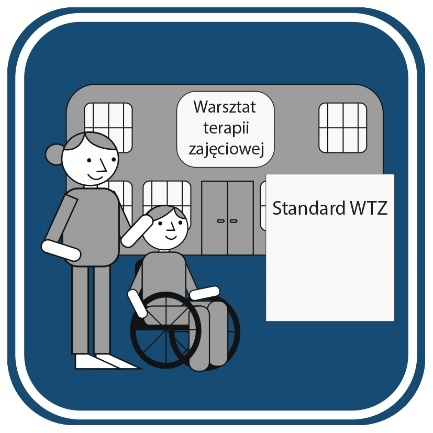 Warsztat
terapii
zajęciowej
Standard WTZ